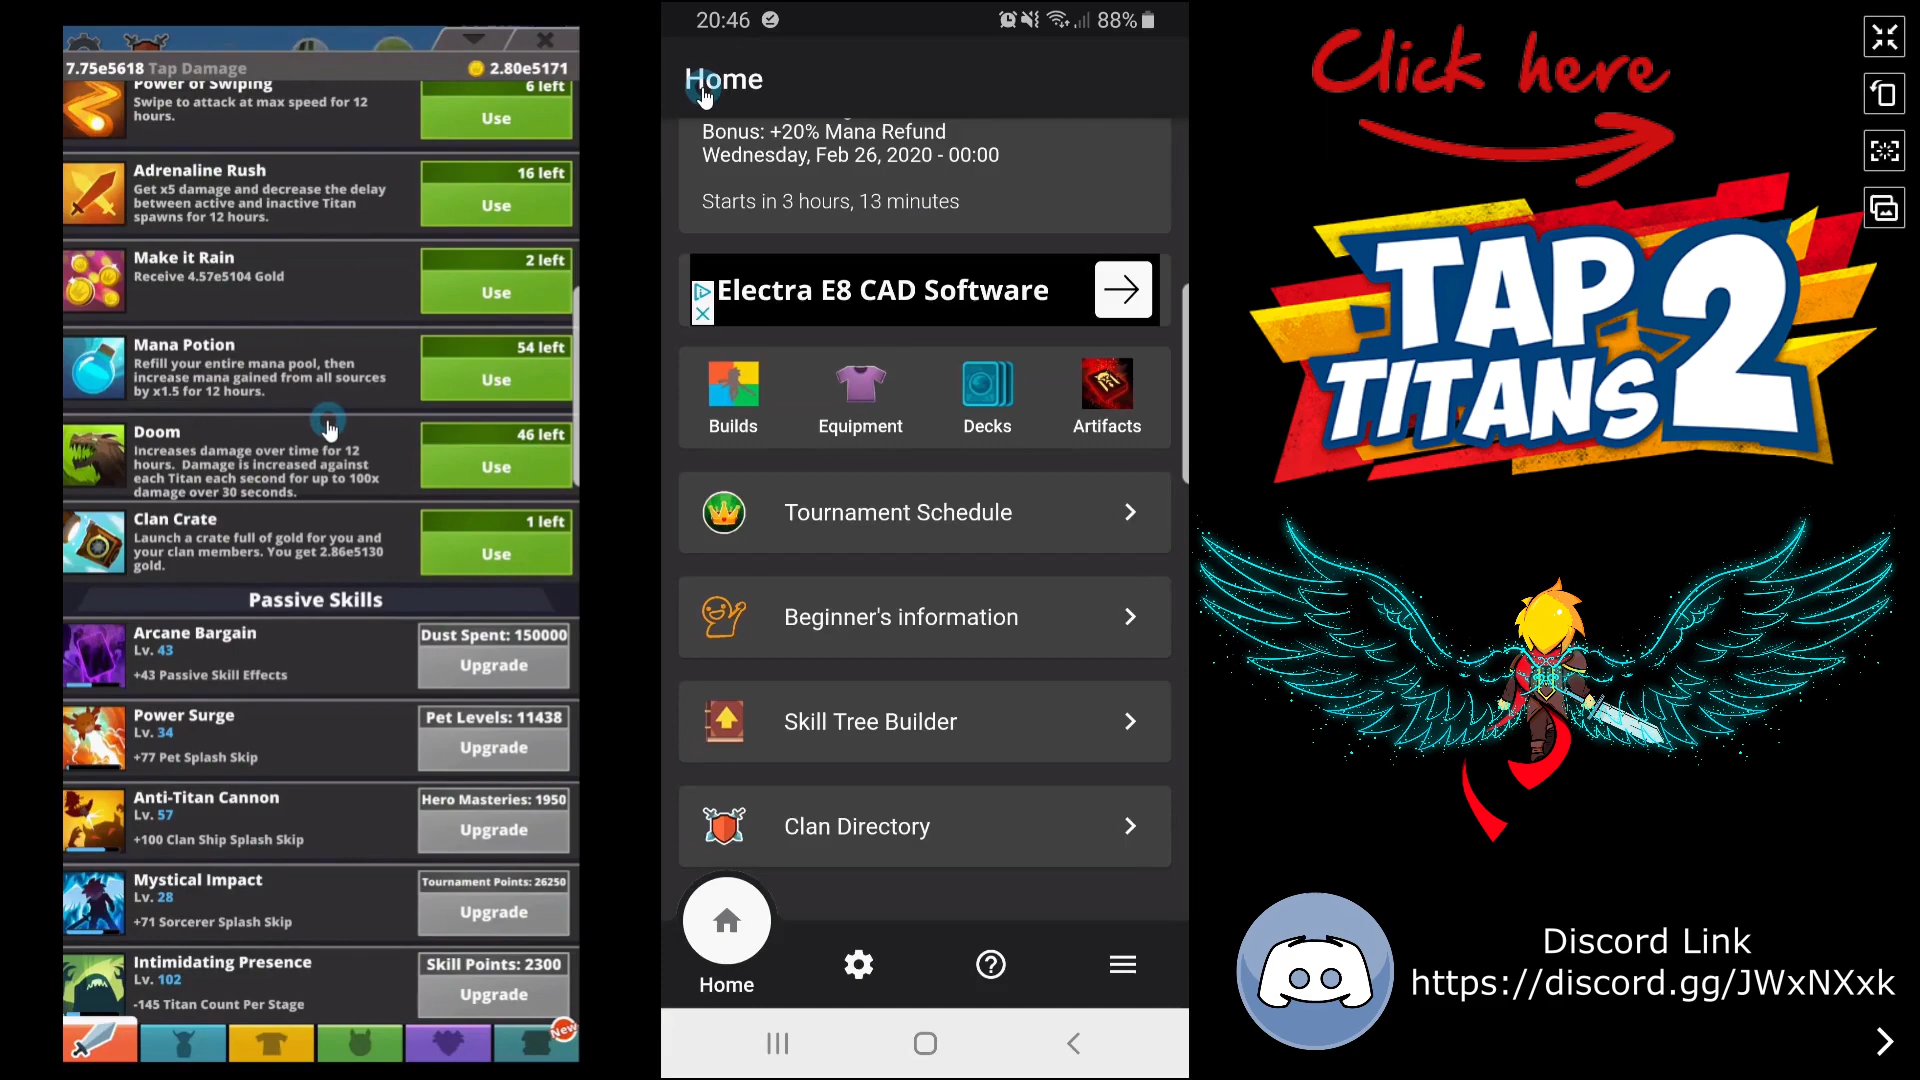 7.75e5618 Tap Damage
2.80e5171
Power of Swiping
Swipe to attack at max speed for 12
hours.
6 left
Use
Adrenaline Rush
Get x5 damage and decrease the delay
between active and inactive Titan
spawns for 12 hours.
16 left
Use
Make it Rain
Receive 4.57e5104 Gold
2 left
Use
Mana Potion
Refill your entire mana pool, then
increase mana gained from all sources
by x1.5 for 12 hours.
54 left
Use
Doom
Increases damage over time for 12
hours. Damage is increased against
each Titan each second for up to 100x
damage over 30 seconds.
46 left
Use
Clan Crate
Launch a crate full of gold for you and
your clan members. You get 2.86e5130
gold.
1 left
Use
Passive Skills
Arcane Bargain
Lv. 43
+43 Passive Skill Effects
Dust Spent: 150000
Upgrade
Power Surge
Lv. 34
+77 Pet Splash Skip
Pet Levels: 11438
Upgrade
Anti-Titan Cannon
Lv. 57
+100 Clan Ship Splash Skip
Hero Masteries: 1950
Upgrade
Mystical Impact
Lv. 28
+71 Sorcerer Splash Skip
Tournament Points: 26250
Upgrade
Intimidating Presence
Lv. 102
-145 Titan Count Per Stage
Skill Points: 2300
Upgrade
New
20:46
88%
Home
Bonus: +20% Mana Refund
Wednesday, Feb 26, 2020 - 00:00
Starts in 3 hours, 13 minutes
Electra E8 CAD Software
Builds
Equipment
Decks
Artifacts
Tournament Schedule
Beginner's information
Skill Tree Builder
Clan Directory
Home
Click here
TAP
TITANS 2
Discord Link
https://discord.gg/JWxNXxk